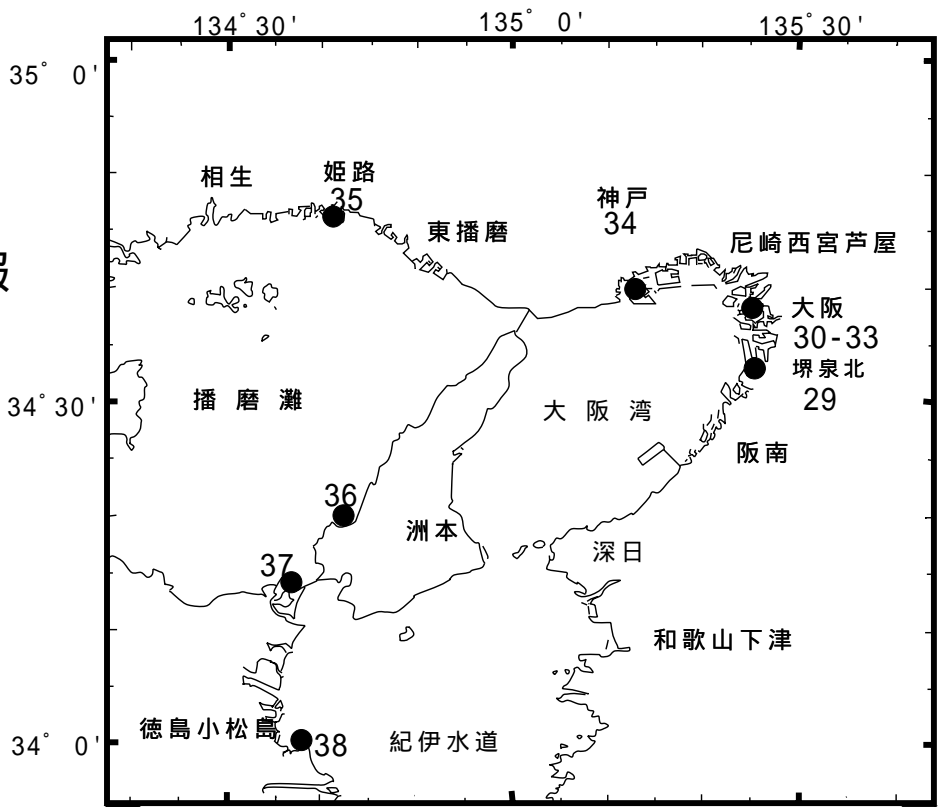 134°30' 135°0' 135°30'
35°0'
相生
姫路
35
神戸
34
東播磨
尼崎西宮芦屋
報
大阪
30-33
堺泉北
29
34°30'
播磨灘
大阪湾
阪南
36
洲本
深日
37
和歌山下津
徳島小松島
38
紀伊水道
34°0'